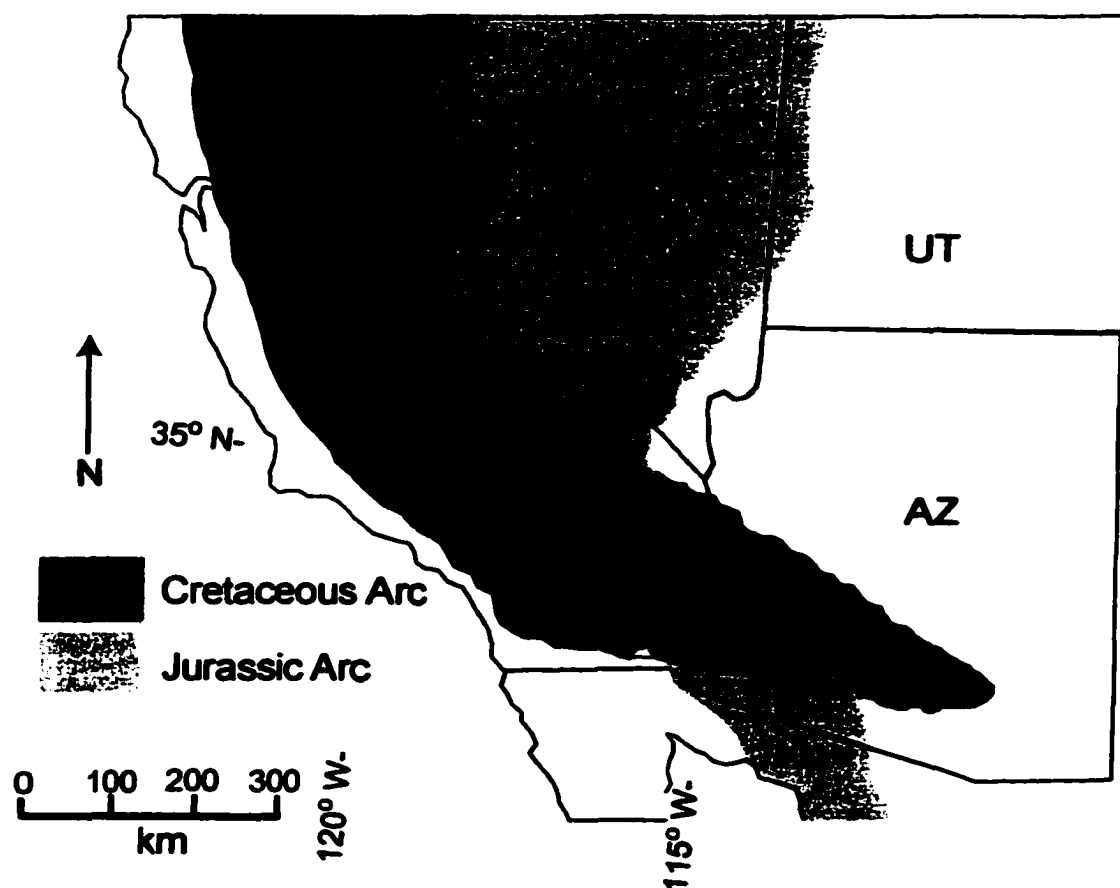 UT
35° N-
N
AZ
Cretaceous Arc
Jurassic Arc
0 100 200 300
km
120° W-
115° W-